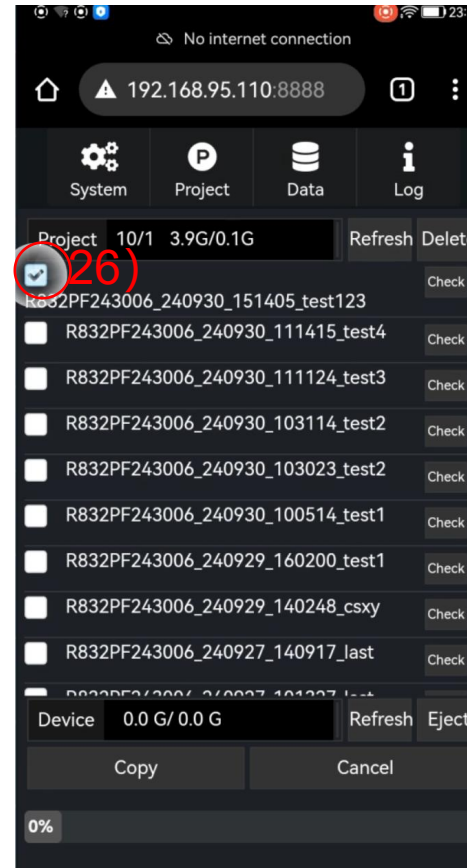 23:
No internet connection
192.168.95.110:8888
1
System Project Data Log
Project 10/1 3.9G/0.1G Refresh Delet
26)
Check
R832PF243006_240930_151405_test123
R832PF243006_240930_111415_test4 Check
R832PF243006_240930_111124_test3 Check
R832PF243006_240930_103114_test2 Check
R832PF243006_240930_103023_test2 Check
R832PF243006_240930_100514_test1 Check
R832PF243006_240929_160200_test1 Check
R832PF243006_240929_140248_csxy Check
R832PF243006_240927_140917_last Check
Device 0.0 G/ 0.0 G Refresh Eject
Copy Cancel
0%